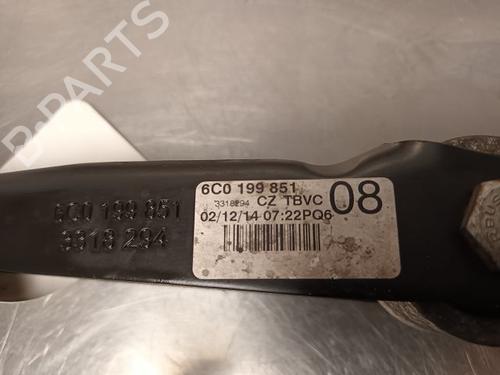 B-PARTS
6C0 199 851
3318 294
6C0 199 851
3318294 CZ TBVC 08
02/12/14 07:22PQ6